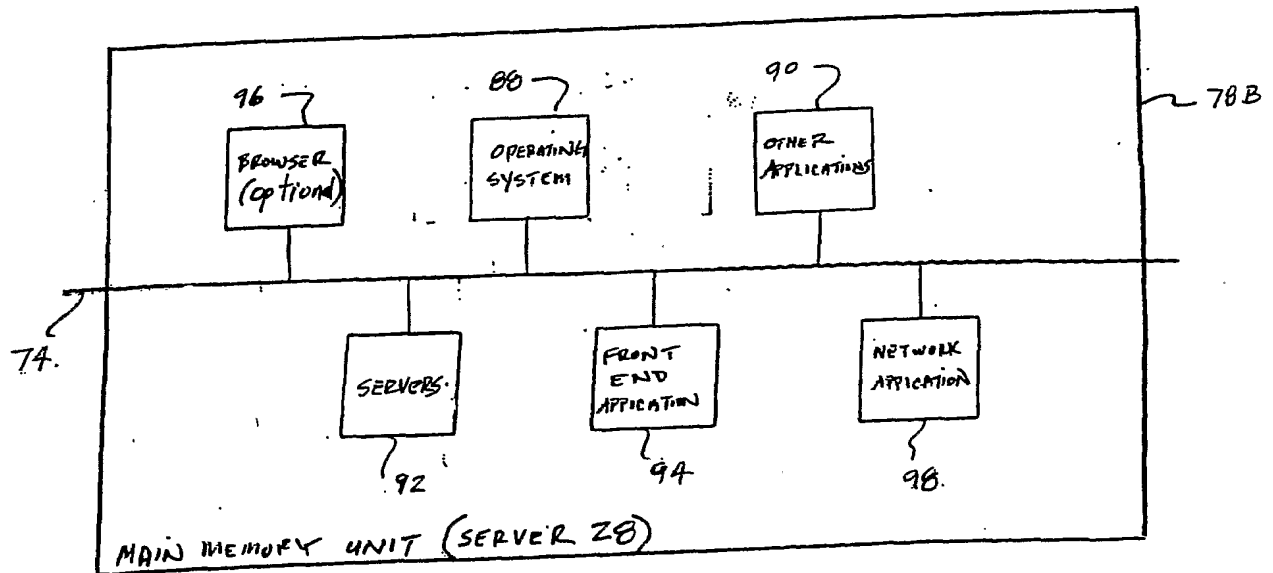 96
88
90
78B
BROWSER
(optional)
OPERATING
SYSTEM
OTHER
APPLICATIONS
74.
SERVERS.
FRONT
END
APPLICATION
NETWORK
APPICATION
92
94
98.
MAIN MEMORY UNIT (SERVER 28)